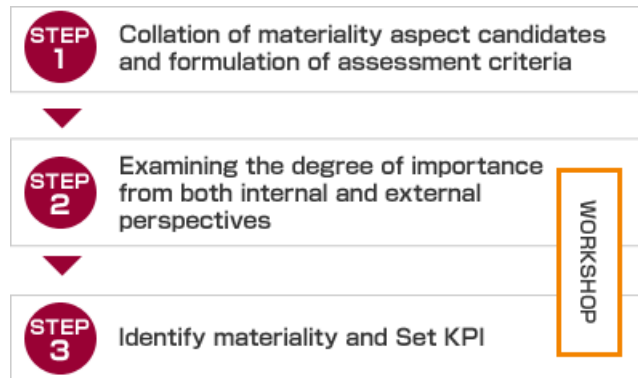 STEP
1
Collation of materiality aspect candidates
and formulation of assessment criteria
STEP
2
Examining the degree of importance
from both internal and external
perspectives
WORKSHOP
STEP
3
Identify materiality and Set KPI